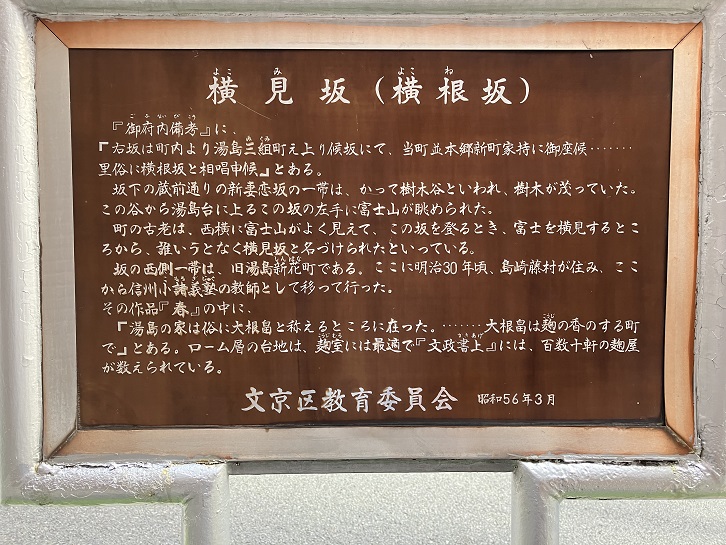 横見坂（横根坂）
『御府内備考』に、
「右坂は町内より湯島三組町え上り候坂にて、当町並本郷新町家持に御座候‥‥‥
里俗に横根坂と相唱申候」とある。
坂下の蔵前通りの新妻恋坂の一帯は、かって樹木谷といわれ、樹木が茂っていた。
この谷から湯島台に上るこの坂の左手に富士山が眺められた。
町の古老は、西横に富士山がよく見えて、この坂を登るとき、富士を横見するとこ
ろから、誰いうとなく横見坂と名づけられたといっている。
坂の西側一帯は、旧湯島新花町である。ここに明治30年頃、島崎藤村が住み、ここ
から信州小諸義塾の教師として移って行った。
その作品『春』の中に、
「湯島の家は俗に大根畠と称えるところに在った。‥‥‥大根畠は麹の香のする町
で」とある。ローム層の台地は、麹室には最適で『文政書上』には、百数十軒の麹屋
が数えられている。
文京区教育委員会 昭和56年3月